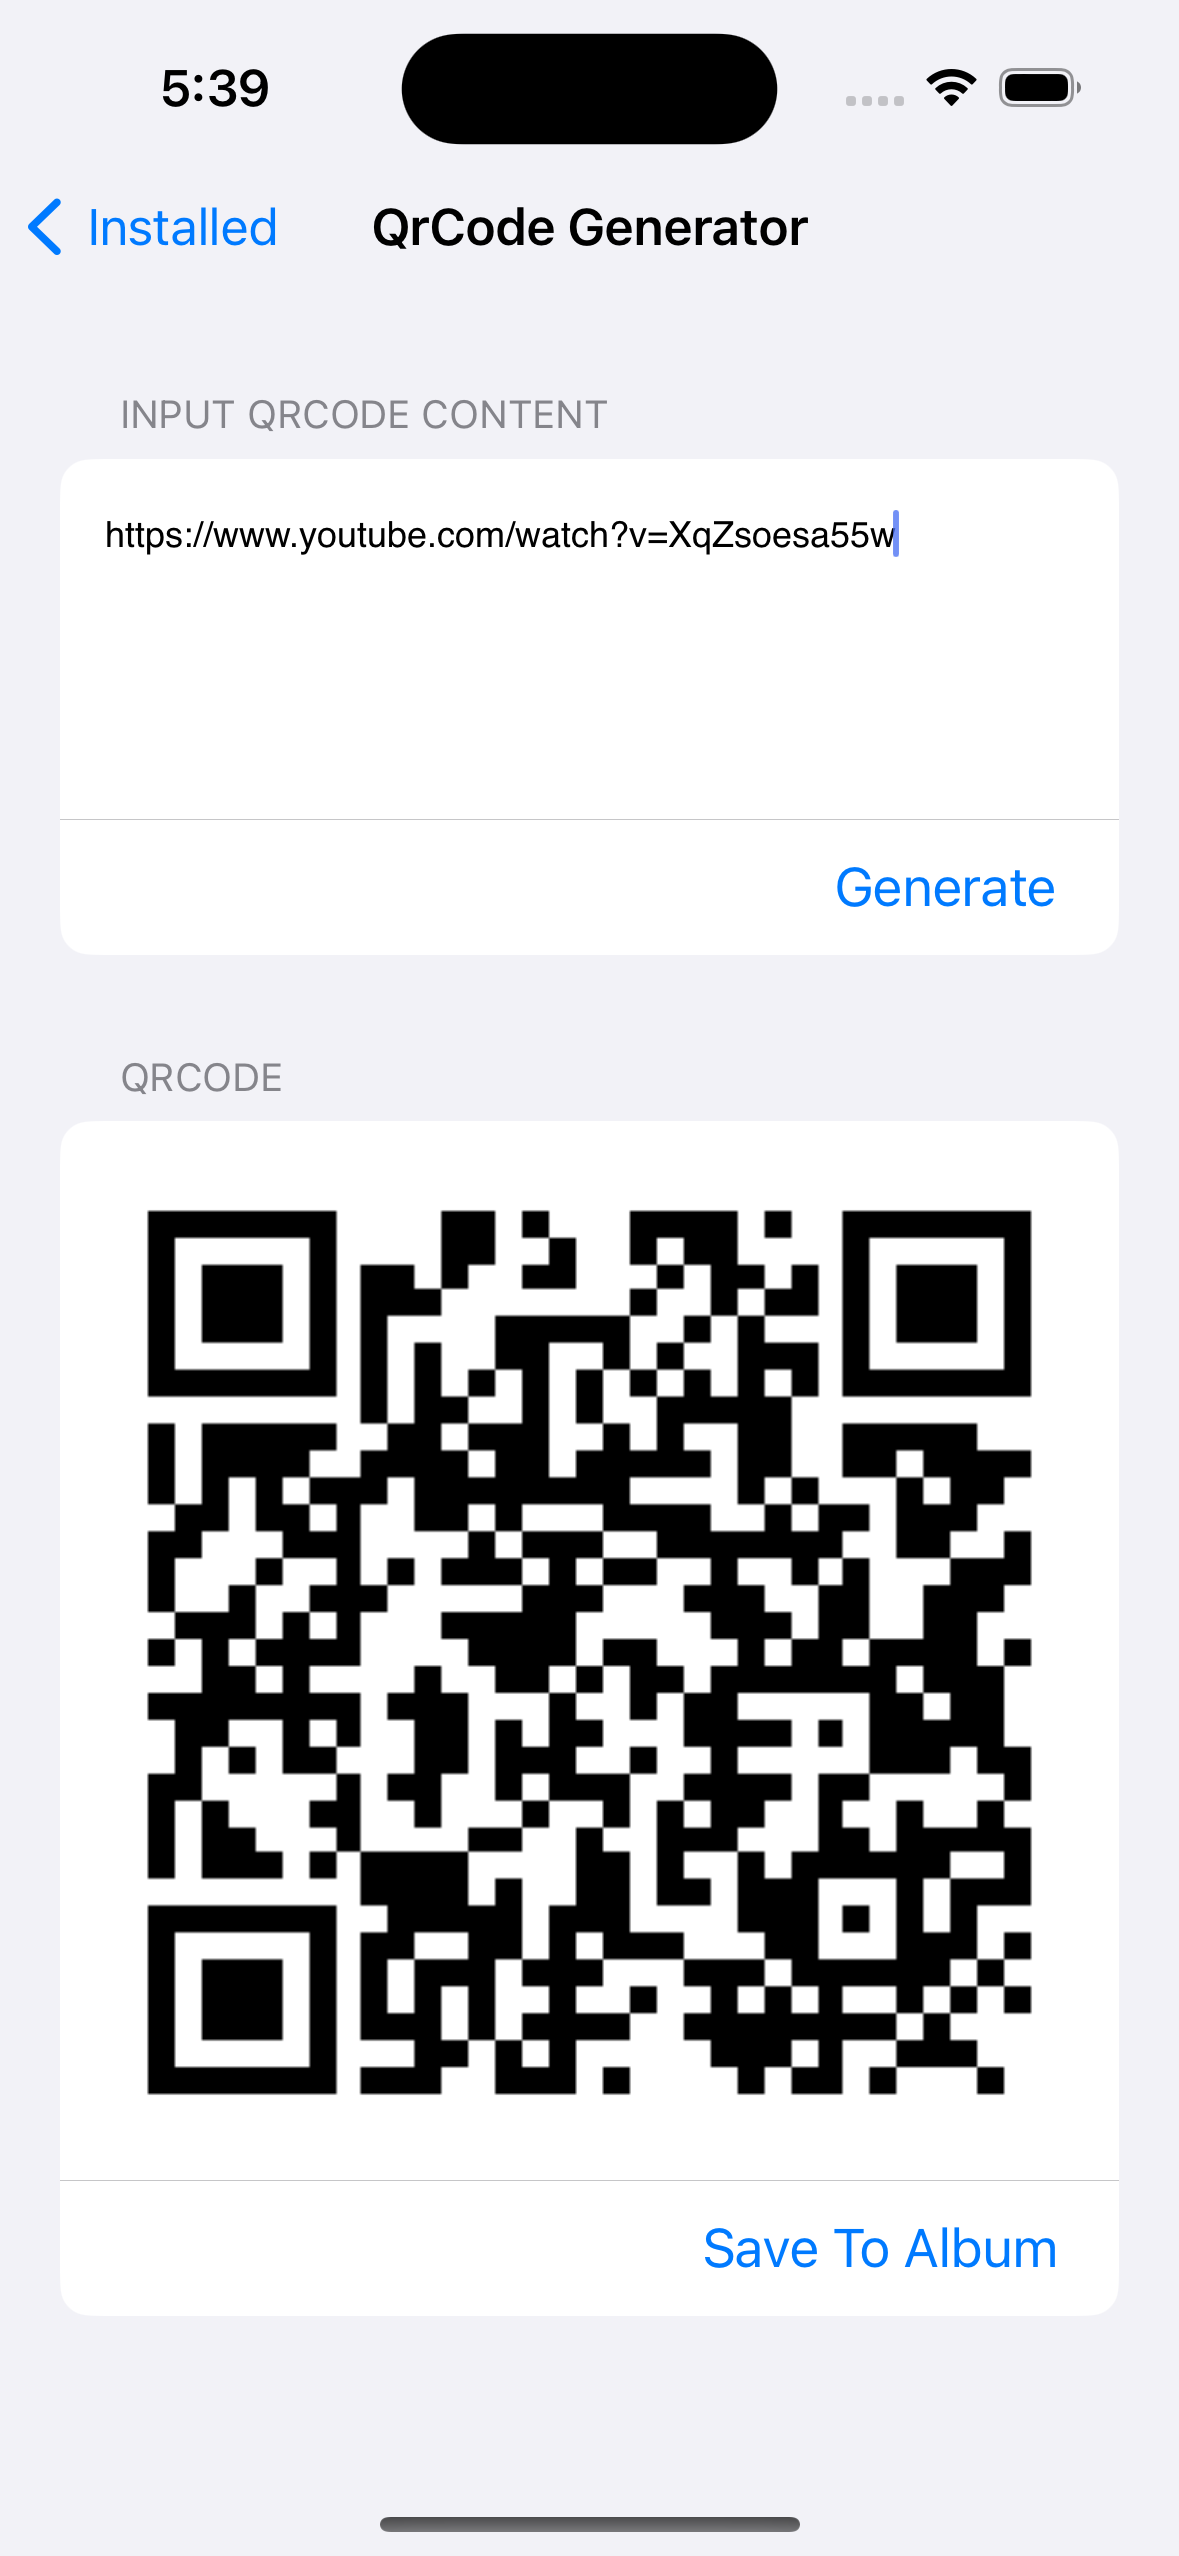 5:39
Installed
QrCode Generator
INPUT QRCODE CONTENT
https://www.youtube.com/watch?v=XqZsoesa55w
Generate
QRCODE
Save To Album